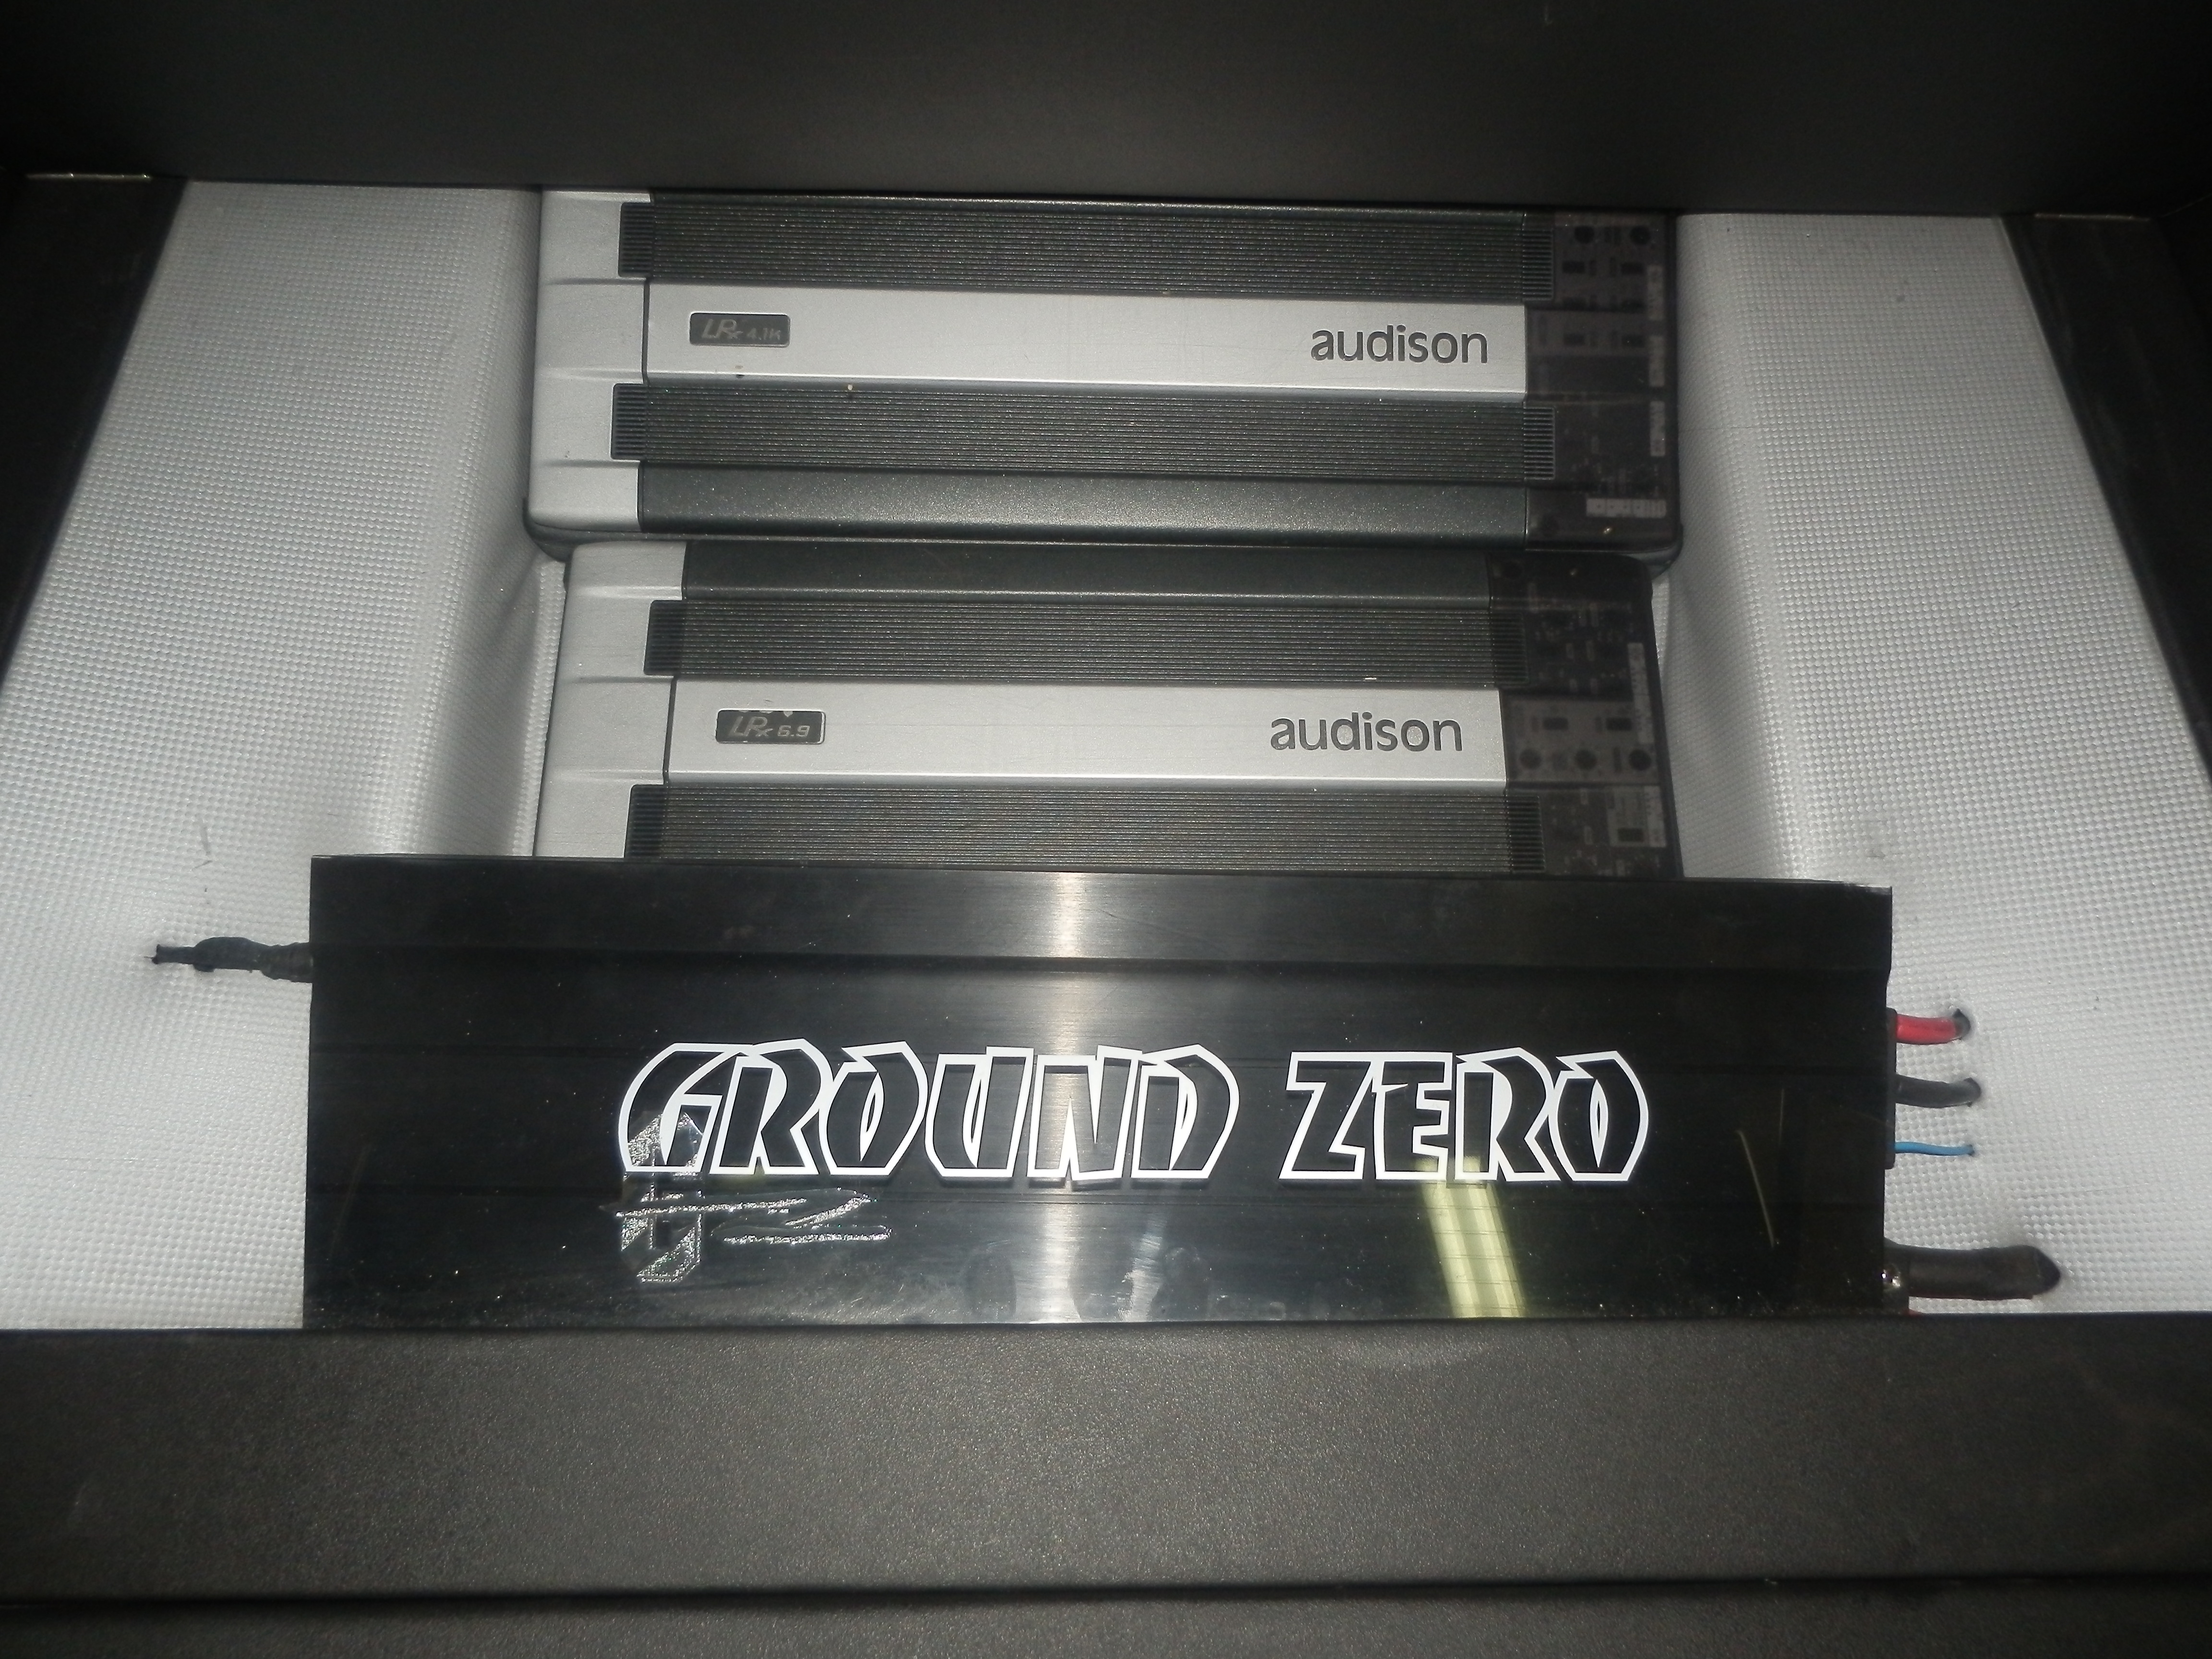 LRx 4.1K
audison
LRx 6.9
audison
GROUND ZERO